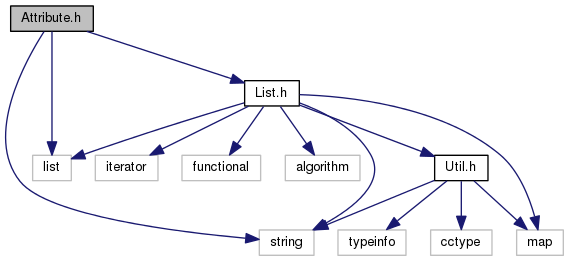 Attribute.h
List.h
list
iterator
functional
algorithm
Util.h
string
typeinfo
cctype
map